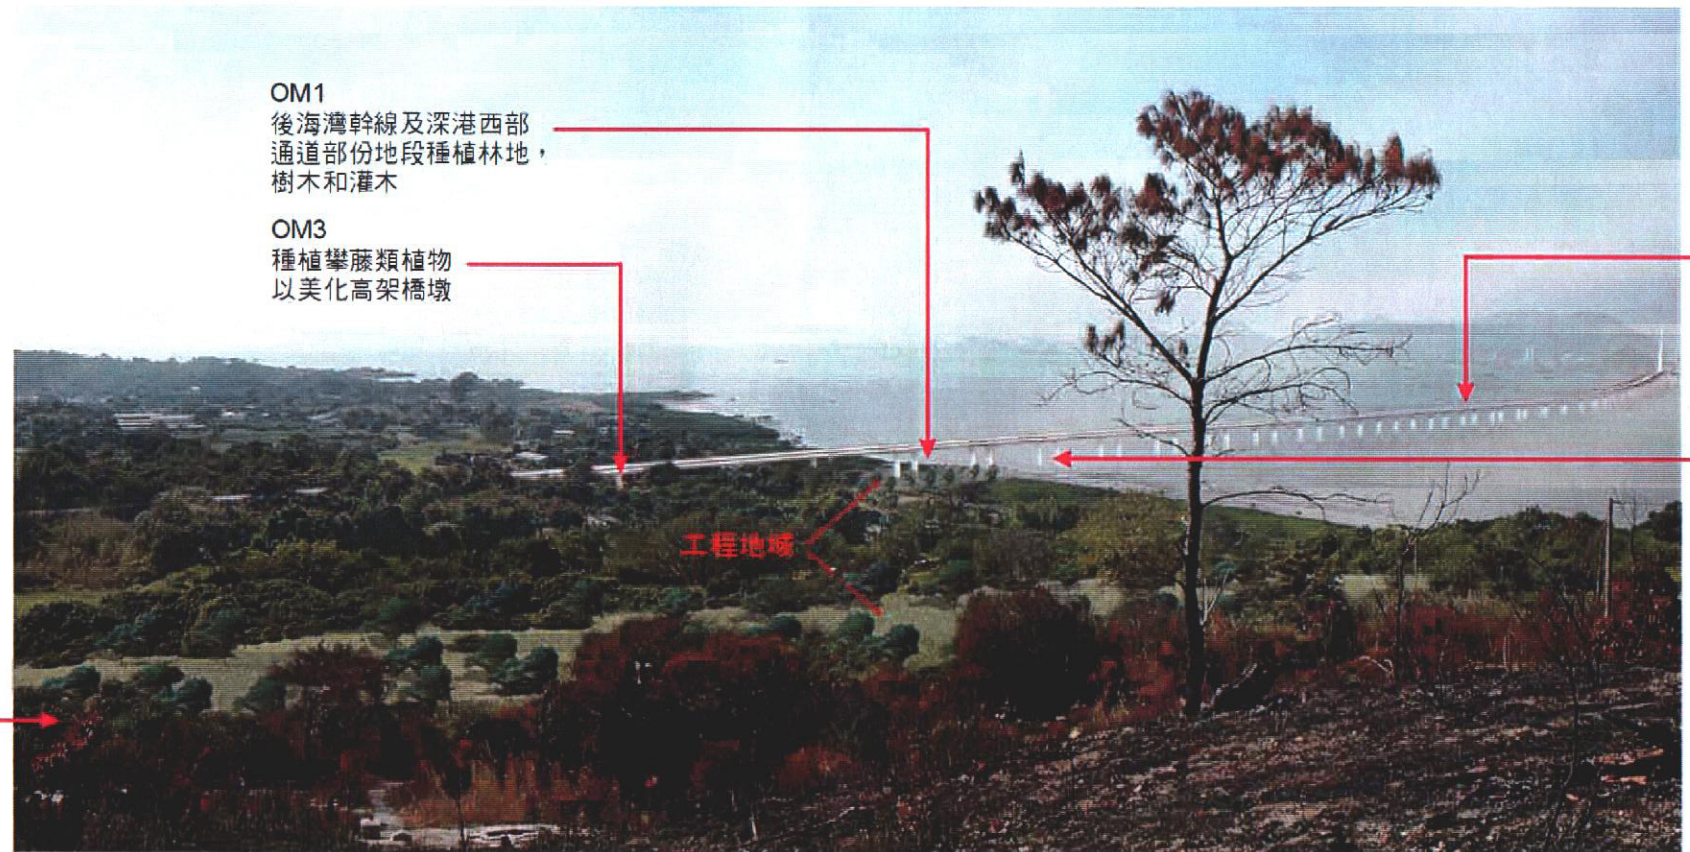 OM1
後海灣幹線及深港西部
通道部份地段種植林地，
樹木和灌木
OM3
種植攀藤類植物
以美化高架橋墩
工程地域